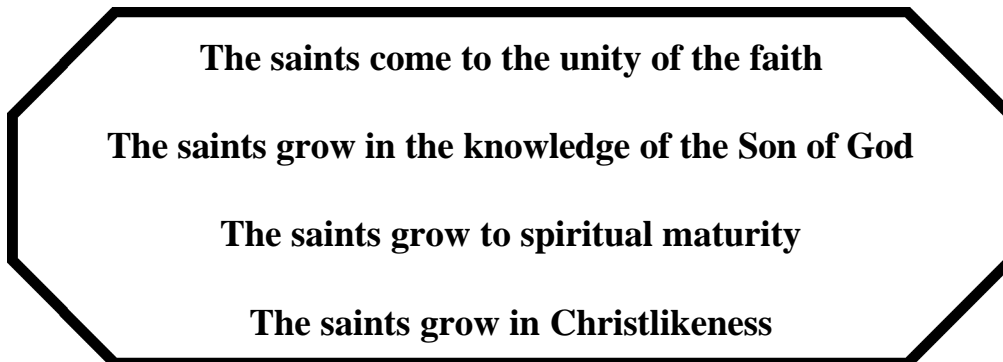 The saints come to the unity of the faith
The saints grow in the knowledge of the Son of God
The saints grow to spiritual maturity
The saints grow in Christlikeness